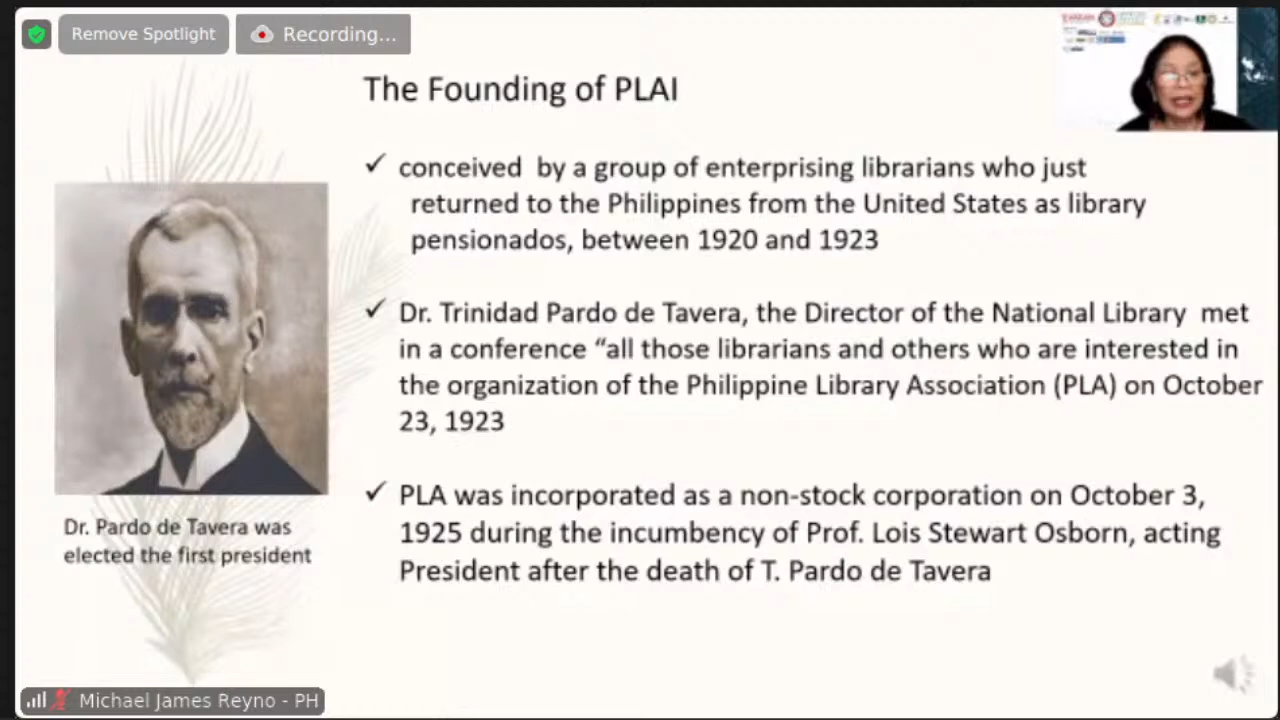 Remove Spotlight
Recording...
The Founding of PLAI
✓ conceived by a group of enterprising librarians who just
returned to the Philippines from the United States as library
pensionados, between 1920 and 1923
✓ Dr. Trinidad Pardo de Tavera, the Director of the National Library met
in a conference “all those librarians and others who are interested in
the organization of the Philippine Library Association (PLA) on October
23, 1923
✓ PLA was incorporated as a non-stock corporation on October 3,
1925 during the incumbency of Prof. Lois Stewart Osborn, acting
President after the death of T. Pardo de Tavera
Dr. Pardo de Tavera was
elected the first president
Michael James Reyno - PH